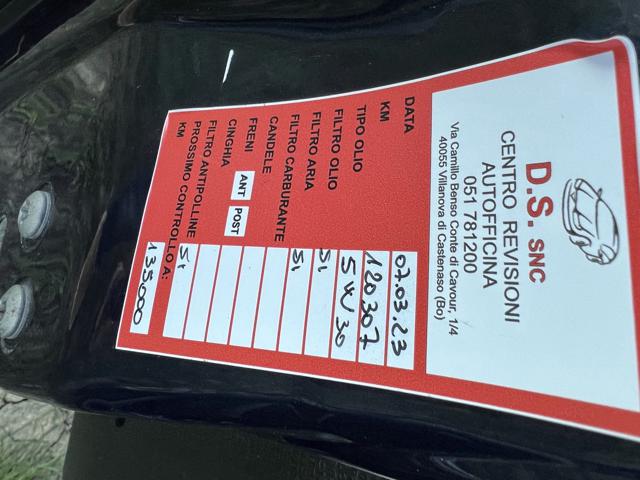 D.S. SNC
CENTRO REVISIONI
AUTOFFICINA
051 781200
Via Camillo Benso Conte di Cavour, 1/4
40055 Villanova di Castenaso (Bo)
DATA 07.03.23
KM 120307
TIPO OLIO 5W30
FILTRO OLIO SI
FILTRO ARIA SI
FILTRO CARBURANTE
CANDELE
FRENI ANT POST
CINGHIA
FILTRO ANTIPOLLINE SI
PROSSIMO CONTROLLO A:
KM 135000